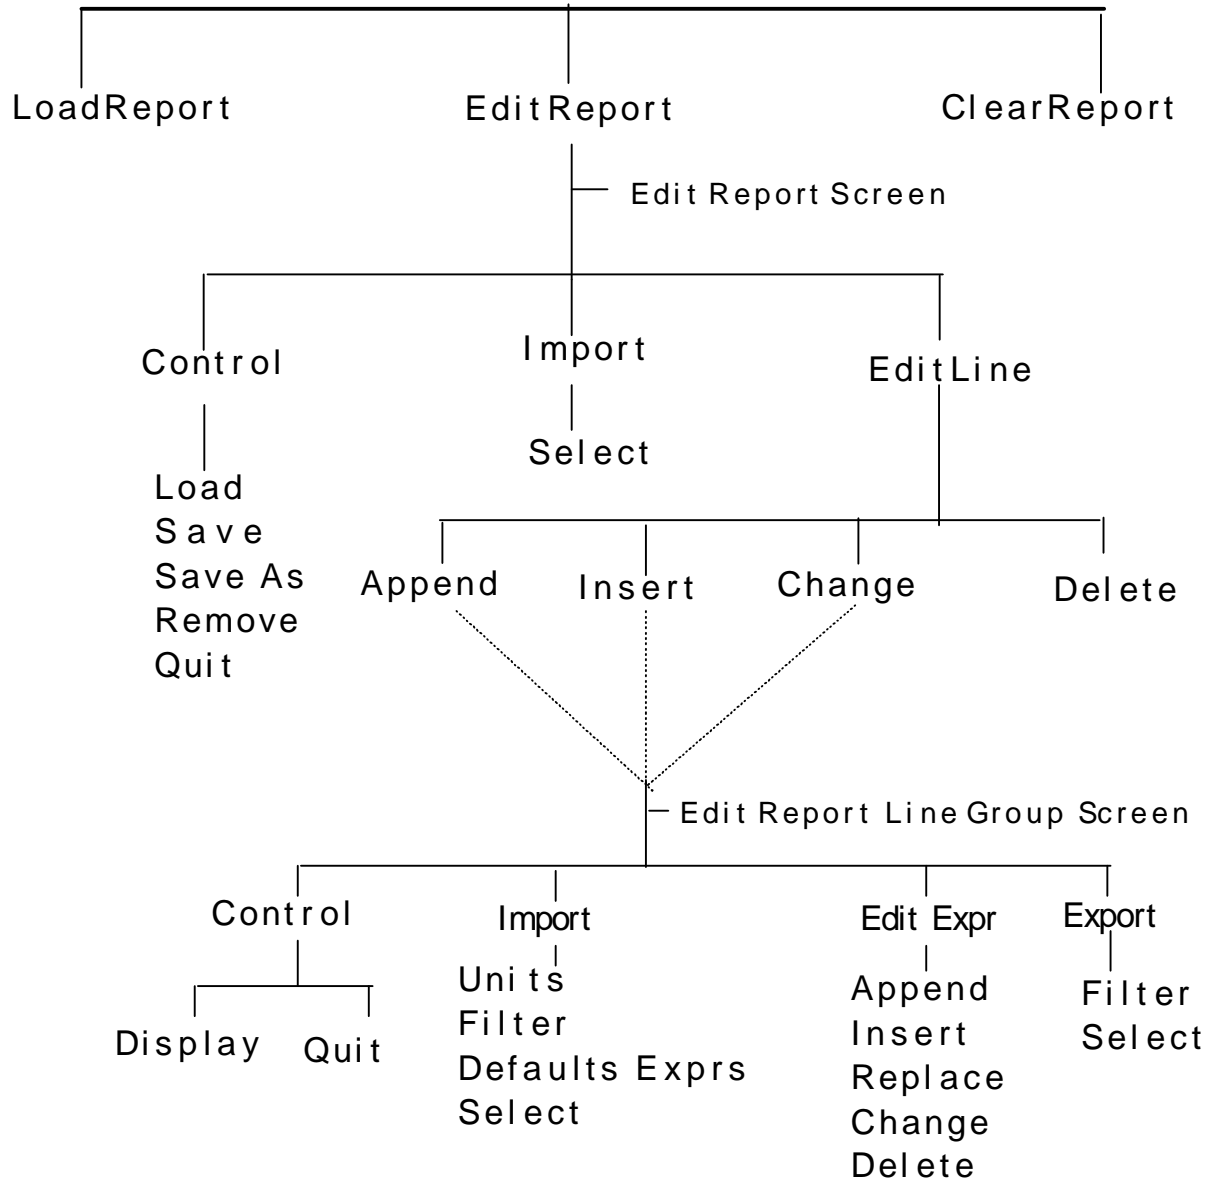 LoadReport
EditReport
ClearReport
Edit Report Screen
Control
Import
EditLine
Select
Load
Save
Save As
Remove
Quit
Append
Insert
Change
Delete
Edit Report Line Group Screen
Control
Import
Edit Expr
Export
Display
Quit
Units
Filter
Defaults Exprs
Select
Append
Insert
Replace
Change
Delete
Filter
Select